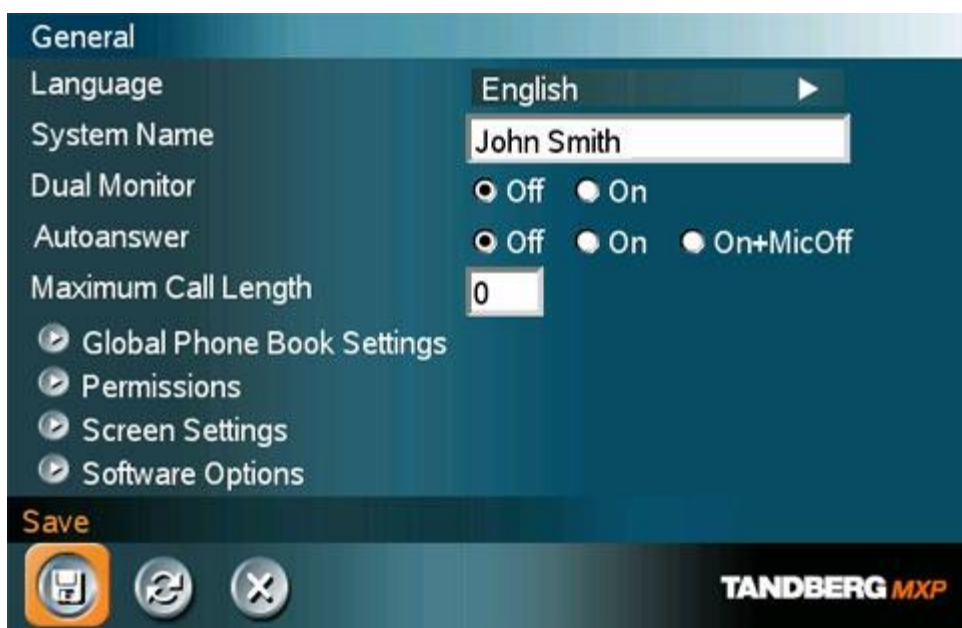 General
Language English
System Name John Smith
Dual Monitor Off On
Autoanswer Off On On+MicOff
Maximum Call Length 0
Global Phone Book Settings
Permissions
Screen Settings
Software Options
Save
TANDBERG MXP